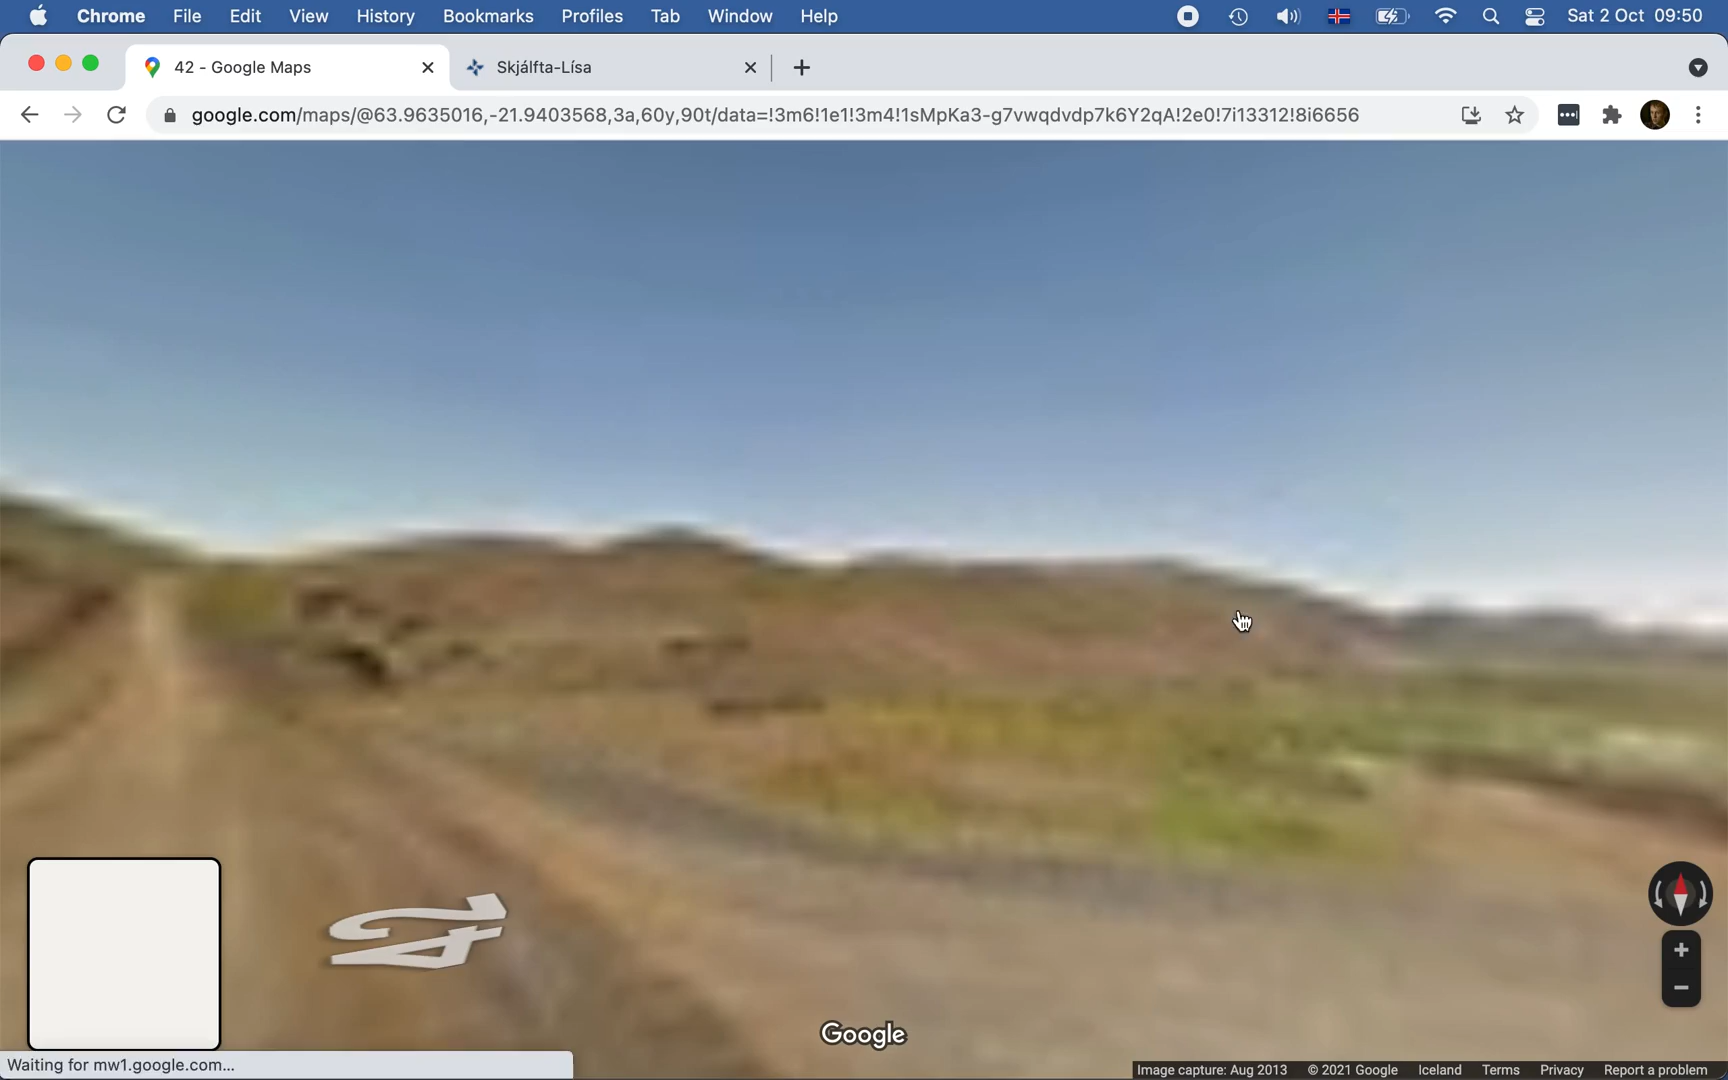 Chrome File Edit View History Bookmarks Profiles Tab Window Help Sat 2 Oct 09:50
42 - Google Maps Skjálfta-Lísa
google.com/maps/@63.9635016,-21.9403568,3a,60y,90t/data=!3m6!1e1!3m4!1sMpKa3-g7vwqdvdp7k6Y2qA!2e0!7i13312!8i6656
42
Google
Waiting for mw1.google.com...
Image capture: Aug 2013 © 2021 Google Iceland Terms Privacy Report a problem